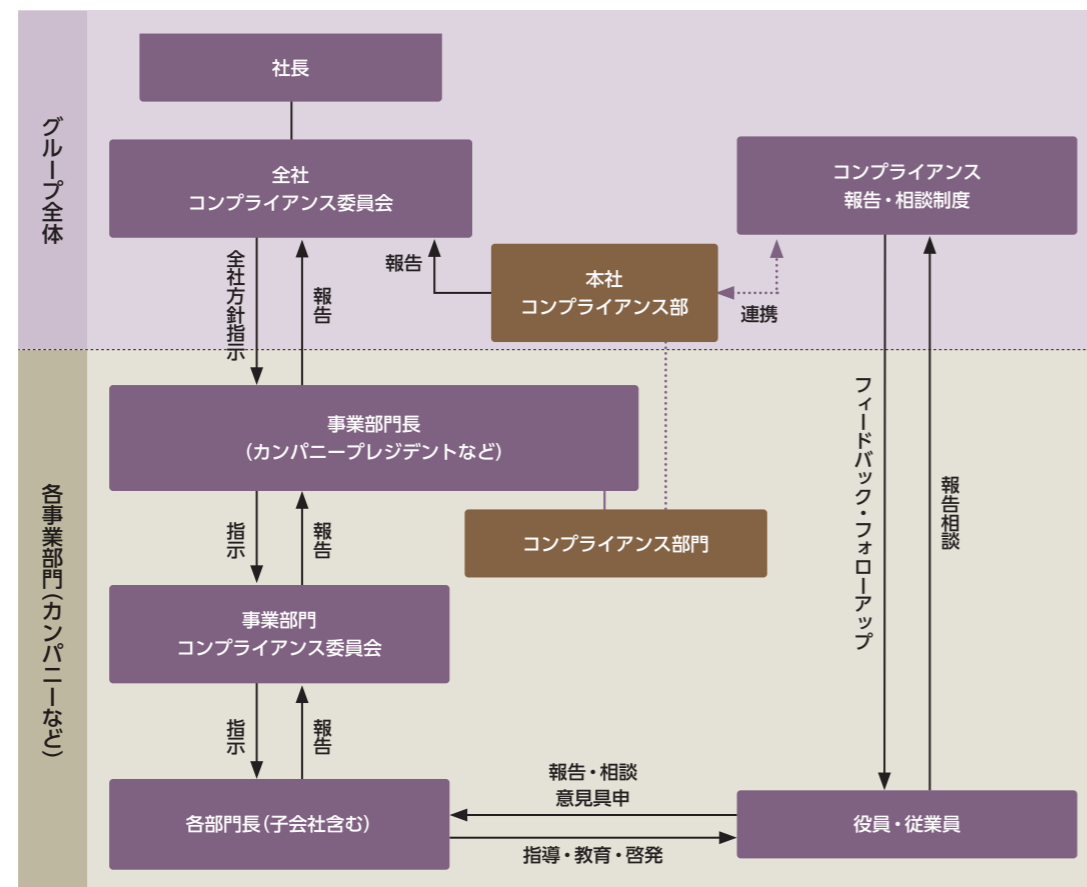 グループ全体
社長
全社
コンプライアンス委員会
コンプライアンス
報告・相談制度
本社
コンプライアンス部
報告
連携
全社方針指示
報告
各事業部門(カンパニーなど)
事業部門長
(カンパニープレジデントなど)
コンプライアンス部門
指示
報告
事業部門
コンプライアンス委員会
指示
報告
フィードバック・フォローアップ
報告相談
各部門長(子会社含む)
報告・相談
意見具申
指導・教育・啓発
役員・従業員